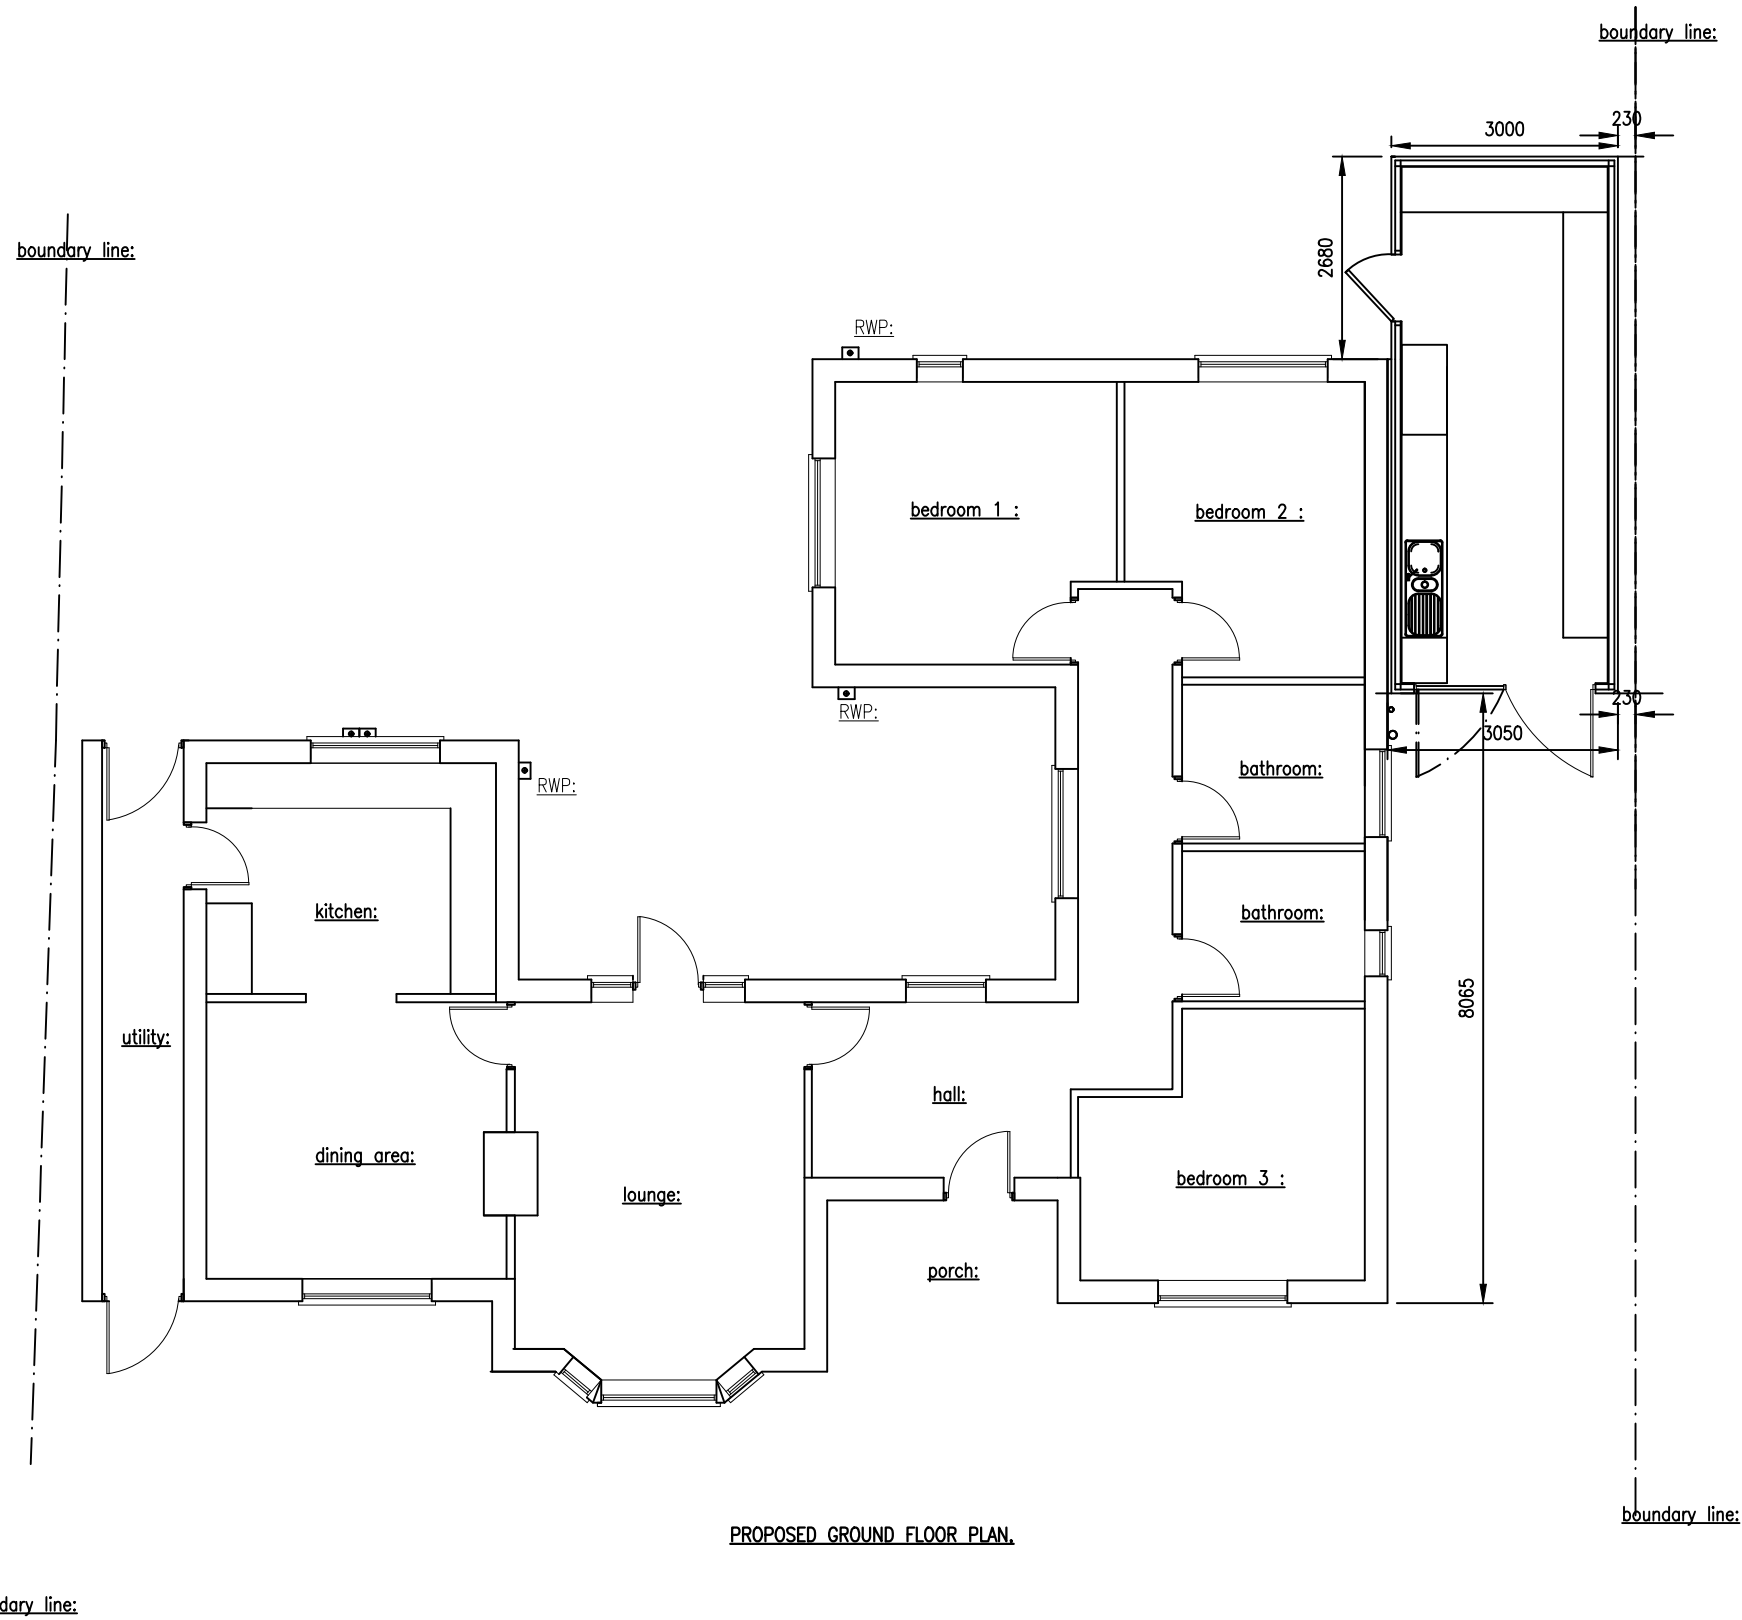 boundary line:
230
3000
boundary line:
2680
RWP:
bedroom 1 :
bedroom 2 :
RWP:
230
3050
RWP:
bathroom:
kitchen:
bathroom:
8065
utility:
hall:
dining area:
bedroom 3 :
lounge:
porch:
boundary line:
PROPOSED GROUND FLOOR PLAN.
dary line: